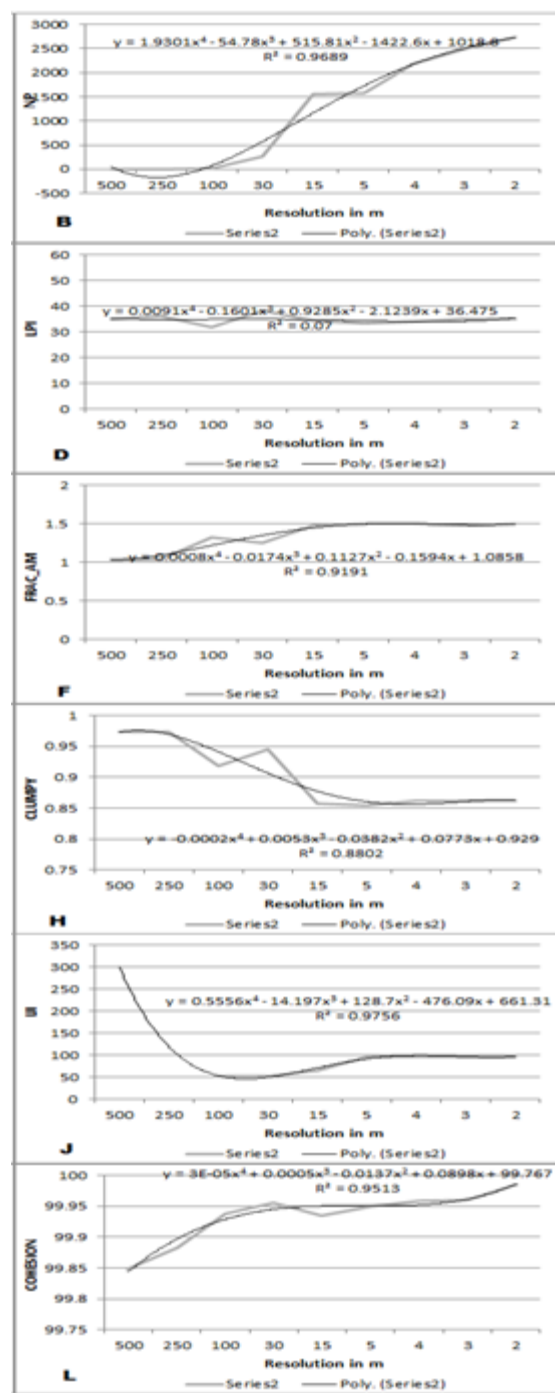 3000
y = 1.9301x⁴ - 54.78x³ + 515.81x² - 1422.6x + 1018.8
2500
R² = 0.9689
2000
NP
1500
1000
500
0
-500
500 250 100 30 15 5 4 3 2
Resolution in m
B
Series2 Poly. (Series2)
60
50
40
y = 0.0091x⁴ - 0.1601x³ + 0.9285x² - 2.1239x + 36.475
LPI
30
R² = 0.07
20
10
0
500 250 100 30 15 5 4 3 2
Resolution in m
D
Series2 Poly. (Series2)
2
1.5
FRAC_AM
1
y = 0.0008x⁴ - 0.0174x³ + 0.1127x² - 0.1594x + 1.0858
R² = 0.9191
0.5
0
500 250 100 30 15 5 4 3 2
Resolution in m
F
Series2 Poly. (Series2)
1
0.95
CLUMPY
0.9
0.85
0.8
y = -0.0002x⁴ + 0.0053x³ - 0.0382x² + 0.0773x + 0.929
R² = 0.8802
0.75
500 250 100 30 15 5 4 3 2
Resolution in m
H
Series2 Poly. (Series2)
350
300
250
y = 0.5556x⁴ - 14.197x³ + 128.7x² - 476.09x + 661.31
200
R² = 0.9756
150
100
50
0
500 250 100 30 15 5 4 3 2
Resolution in m
J
Series2 Poly. (Series2)
100
y = 3E-05x⁴ + 0.0005x³ - 0.0137x² + 0.0898x + 99.767
R² = 0.9513
99.95
99.9
COHESION
99.85
99.8
99.75
500 250 100 30 15 5 4 3 2
Resolution in m
L
Series2 Poly. (Series2)